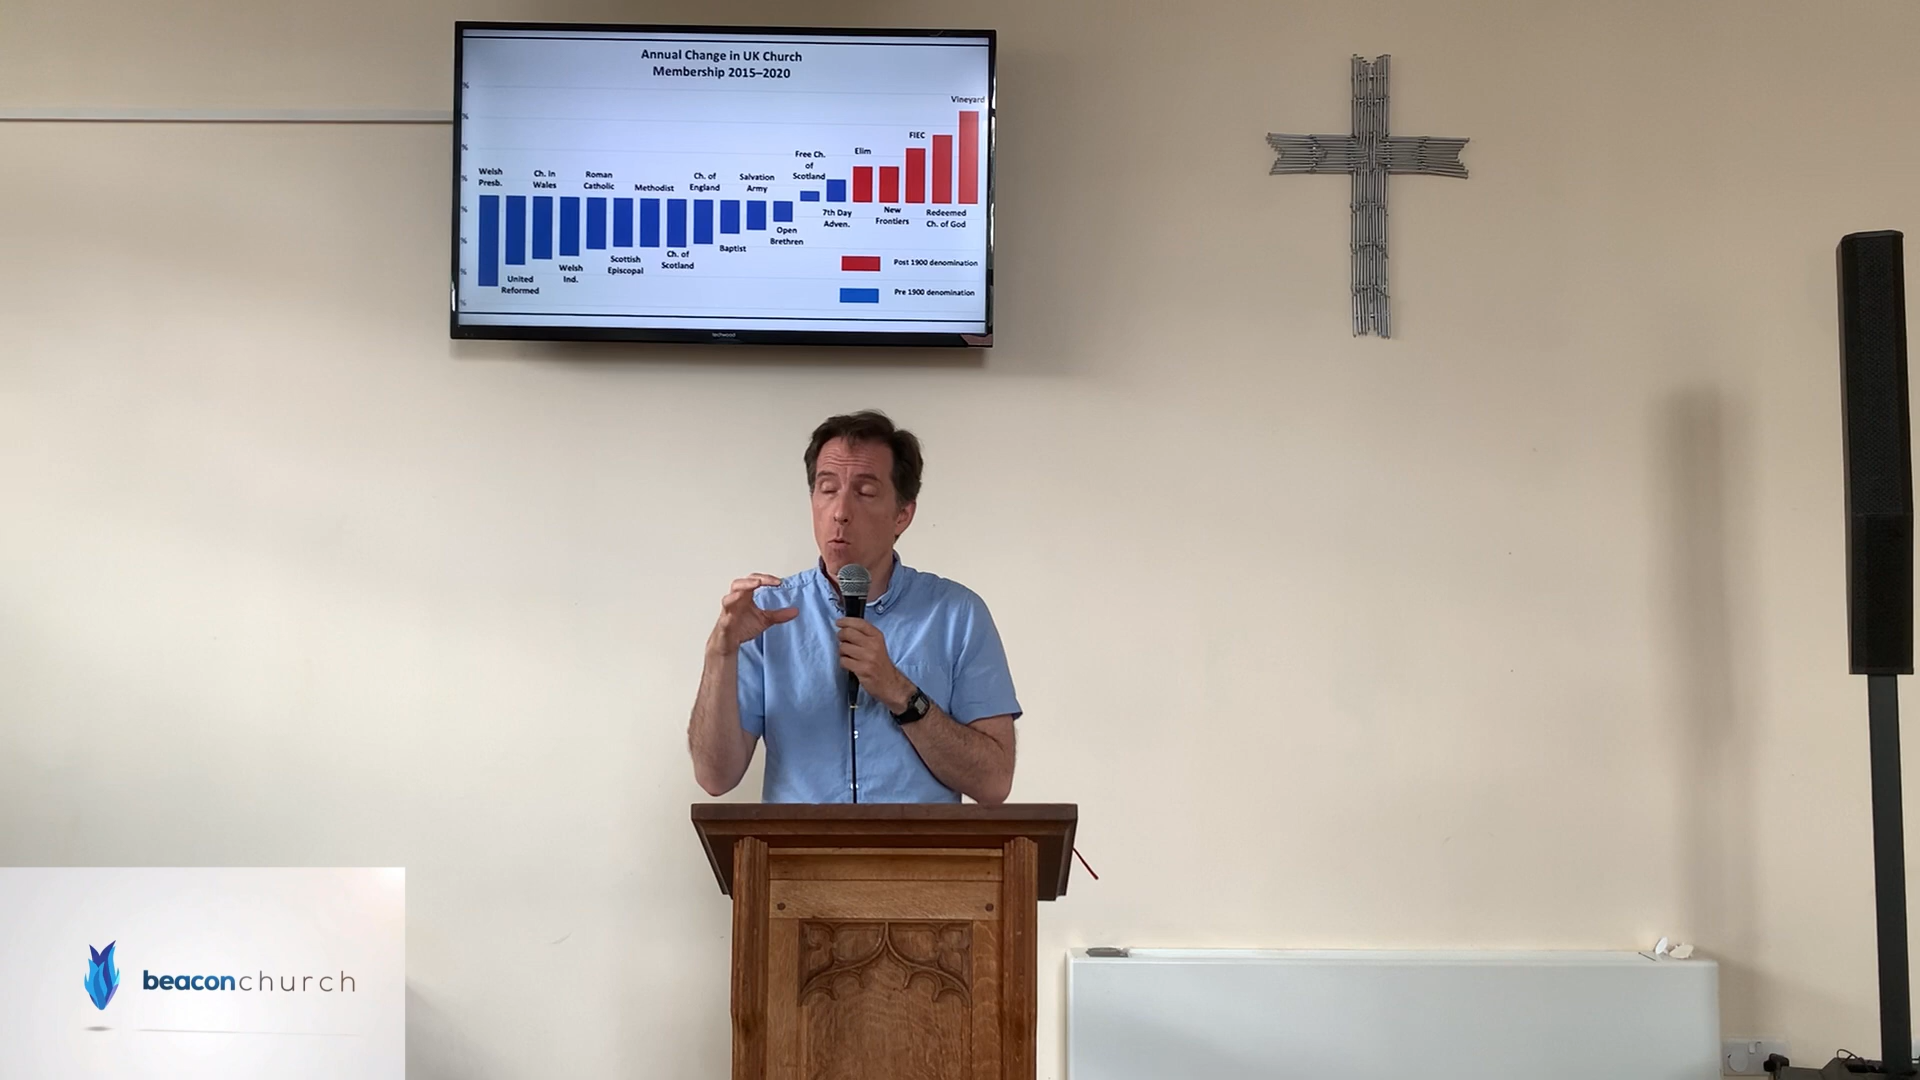 Annual Change in UK Church
Membership 2015–2020
%
%
%
%
%
%
%
%
Vineyard
FIEC
Elim
Free Ch.
of
Scotland
Welsh
Presb.
Ch. in
Wales
Roman
Catholic
Methodist
Ch. of
England
Salvation
Army
7th Day
Adven.
New
Frontiers
Redeemed
Ch. of God
Open
Brethren
Baptist
Ch. of
Scotland
Scottish
Episcopal
Welsh
Ind.
United
Reformed
Post 1900 denomination
Pre 1900 denomination
techwood
beaconchurch